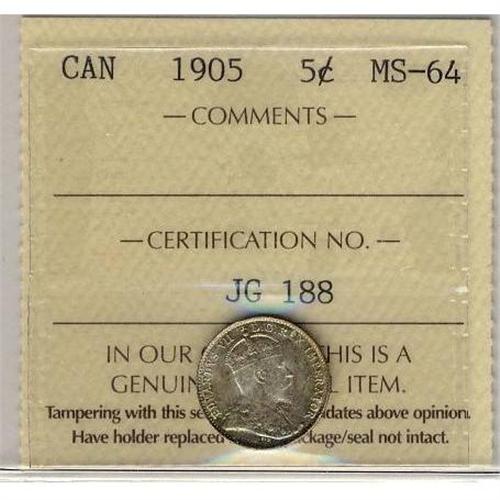 CAN 1905 5¢ MS-64
— COMMENTS —
— CERTIFICATION NO. —
JG 188
IN OUR HIS IS A
GENUIN L ITEM.
Tampering with this se dates above opinion.
Have holder replaced ckage/seal not intact.